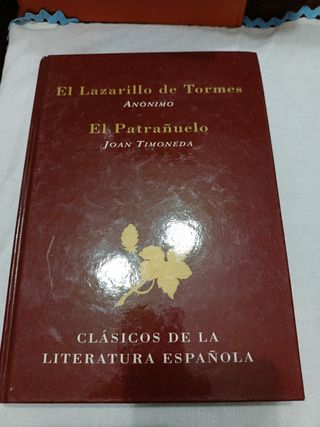 El Lazarillo de Tormes
Anónimo
El Patrañuelo
Joan Timoneda
CLÁSICOS DE LA
LITERATURA ESPAÑOLA